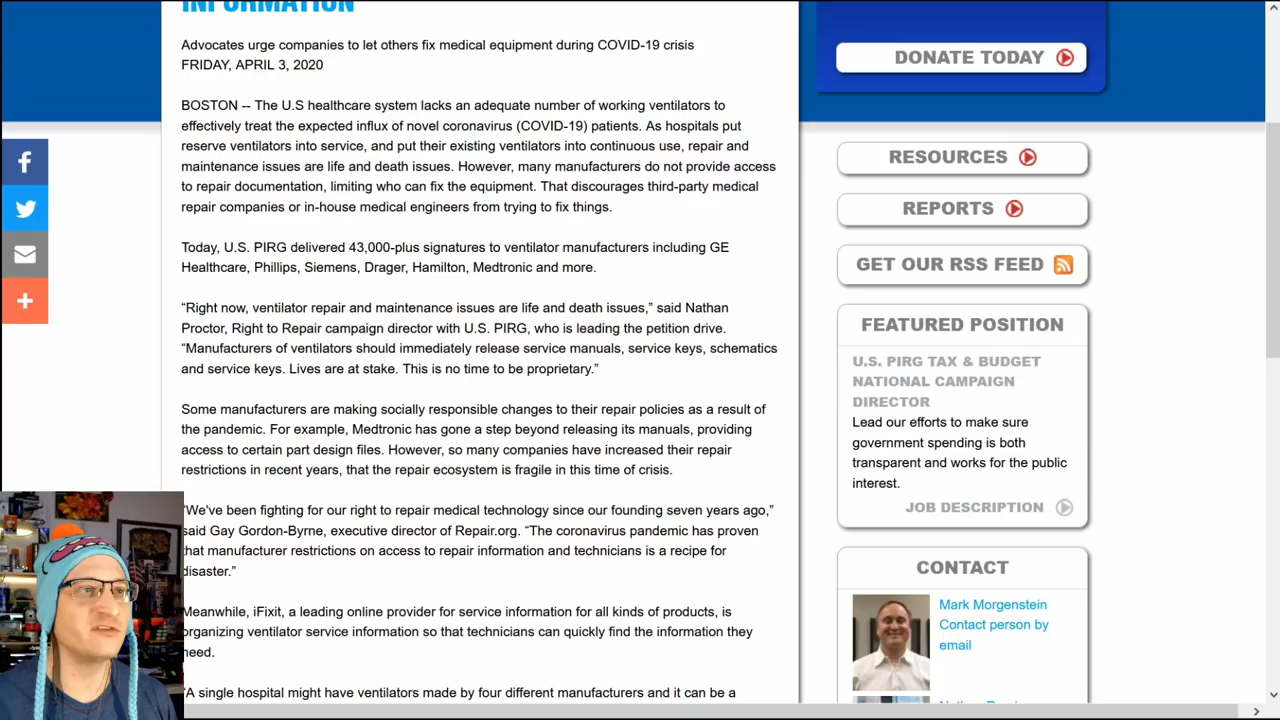 INFORMATION
Advocates urge companies to let others fix medical equipment during COVID-19 crisis
FRIDAY, APRIL 3, 2020
BOSTON -- The U.S healthcare system lacks an adequate number of working ventilators to
effectively treat the expected influx of novel coronavirus (COVID-19) patients. As hospitals put
reserve ventilators into service, and put their existing ventilators into continuous use, repair and
maintenance issues are life and death issues. However, many manufacturers do not provide access
to repair documentation, limiting who can fix the equipment. That discourages third-party medical
repair companies or in-house medical engineers from trying to fix things.
Today, U.S. PIRG delivered 43,000-plus signatures to ventilator manufacturers including GE
Healthcare, Phillips, Siemens, Drager, Hamilton, Medtronic and more.
“Right now, ventilator repair and maintenance issues are life and death issues,” said Nathan
Proctor, Right to Repair campaign director with U.S. PIRG, who is leading the petition drive.
“Manufacturers of ventilators should immediately release service manuals, service keys, schematics
and service keys. Lives are at stake. This is no time to be proprietary.”
Some manufacturers are making socially responsible changes to their repair policies as a result of
the pandemic. For example, Medtronic has gone a step beyond releasing its manuals, providing
access to certain part design files. However, so many companies have increased their repair
restrictions in recent years, that the repair ecosystem is fragile in this time of crisis.
“We've been fighting for our right to repair medical technology since our founding seven years ago,”
said Gay Gordon-Byrne, executive director of Repair.org. “The coronavirus pandemic has proven
that manufacturer restrictions on access to repair information and technicians is a recipe for
disaster.”
Meanwhile, iFixit, a leading online provider for service information for all kinds of products, is
organizing ventilator service information so that technicians can quickly find the information they
need.
“A single hospital might have ventilators made by four different manufacturers and it can be a
DONATE TODAY
RESOURCES
REPORTS
GET OUR RSS FEED
FEATURED POSITION
U.S. PIRG TAX & BUDGET
NATIONAL CAMPAIGN
DIRECTOR
Lead our efforts to make sure
government spending is both
transparent and works for the public
interest.
JOB DESCRIPTION
CONTACT
Mark Morgenstein
Contact person by
email